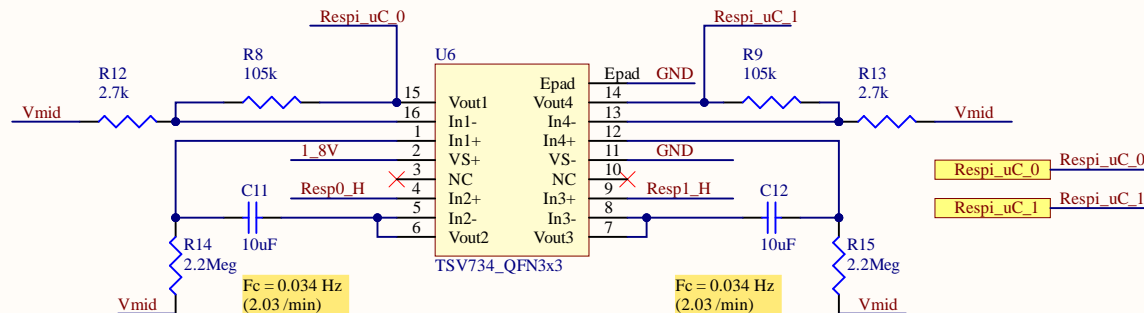 Respi_uC_0
Respi_uC_1
U6
R8
105k
R12
2.7k
Vmid
15
16
1
2
3
4
5
6
1_8V
Resp0_H
C11
10uF
R14
2.2Meg
Vmid
Fc = 0.034 Hz
(2.03 /min)
Vout1
In1-
In1+
VS+
NC
In2+
In2-
Vout2
Epad
Vout4
In4-
In4+
VS-
NC
In3+
In3-
Vout3
TSV734_QFN3x3
Epad
14
13
12
11
10
9
8
7
GND
GND
Resp1_H
R9
105k
R13
2.7k
Vmid
C12
10uF
R15
2.2Meg
Vmid
Fc = 0.034 Hz
(2.03 /min)
Respi_uC_0
Respi_uC_0
Respi_uC_1
Respi_uC_1